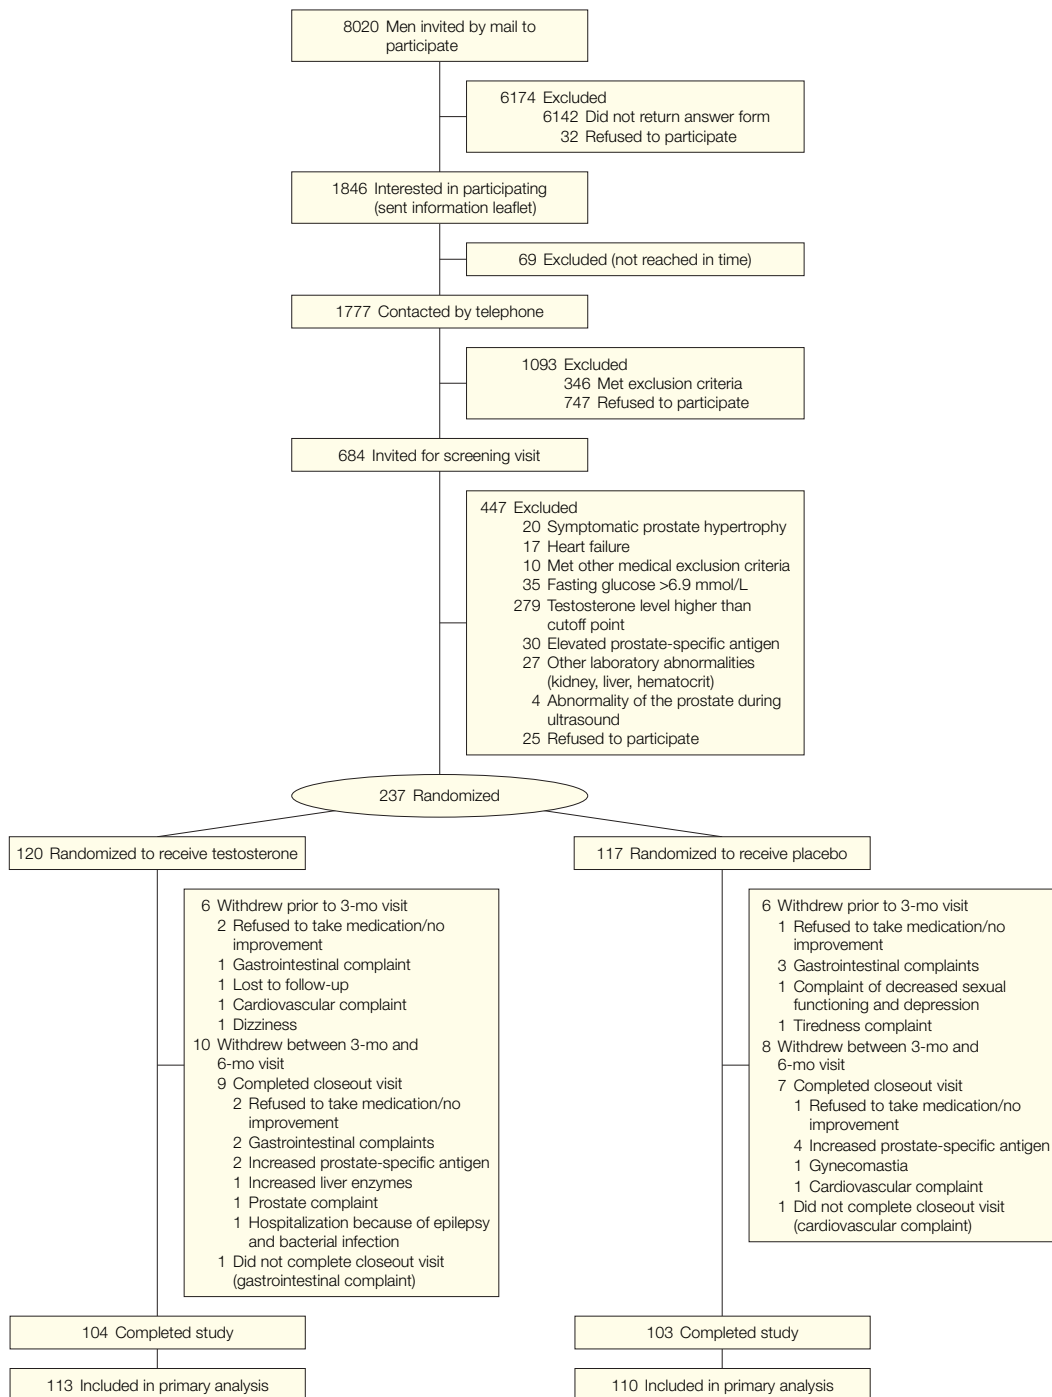 8020 Men invited by mail to
participate
6174 Excluded
6142 Did not return answer form
32 Refused to participate
1846 Interested in participating
(sent information leaflet)
69 Excluded (not reached in time)
1777 Contacted by telephone
1093 Excluded
346 Met exclusion criteria
747 Refused to participate
684 Invited for screening visit
447 Excluded
20 Symptomatic prostate hypertrophy
17 Heart failure
10 Met other medical exclusion criteria
35 Fasting glucose >6.9 mmol/L
279 Testosterone level higher than
cutoff point
30 Elevated prostate-specific antigen
27 Other laboratory abnormalities
(kidney, liver, hematocrit)
4 Abnormality of the prostate during
ultrasound
25 Refused to participate
237 Randomized
120 Randomized to receive testosterone
6 Withdrew prior to 3-mo visit
2 Refused to take medication/no
improvement
1 Gastrointestinal complaint
1 Lost to follow-up
1 Cardiovascular complaint
1 Dizziness
10 Withdrew between 3-mo and
6-mo visit
9 Completed closeout visit
2 Refused to take medication/no
improvement
2 Gastrointestinal complaints
2 Increased prostate-specific antigen
1 Increased liver enzymes
1 Prostate complaint
1 Hospitalization because of epilepsy
and bacterial infection
1 Did not complete closeout visit
(gastrointestinal complaint)
104 Completed study
113 Included in primary analysis
117 Randomized to receive placebo
6 Withdrew prior to 3-mo visit
1 Refused to take medication/no
improvement
3 Gastrointestinal complaints
1 Complaint of decreased sexual
functioning and depression
1 Tiredness complaint
8 Withdrew between 3-mo and
6-mo visit
7 Completed closeout visit
1 Refused to take medication/no
improvement
4 Increased prostate-specific antigen
1 Gynecomastia
1 Cardiovascular complaint
1 Did not complete closeout visit
(cardiovascular complaint)
103 Completed study
110 Included in primary analysis